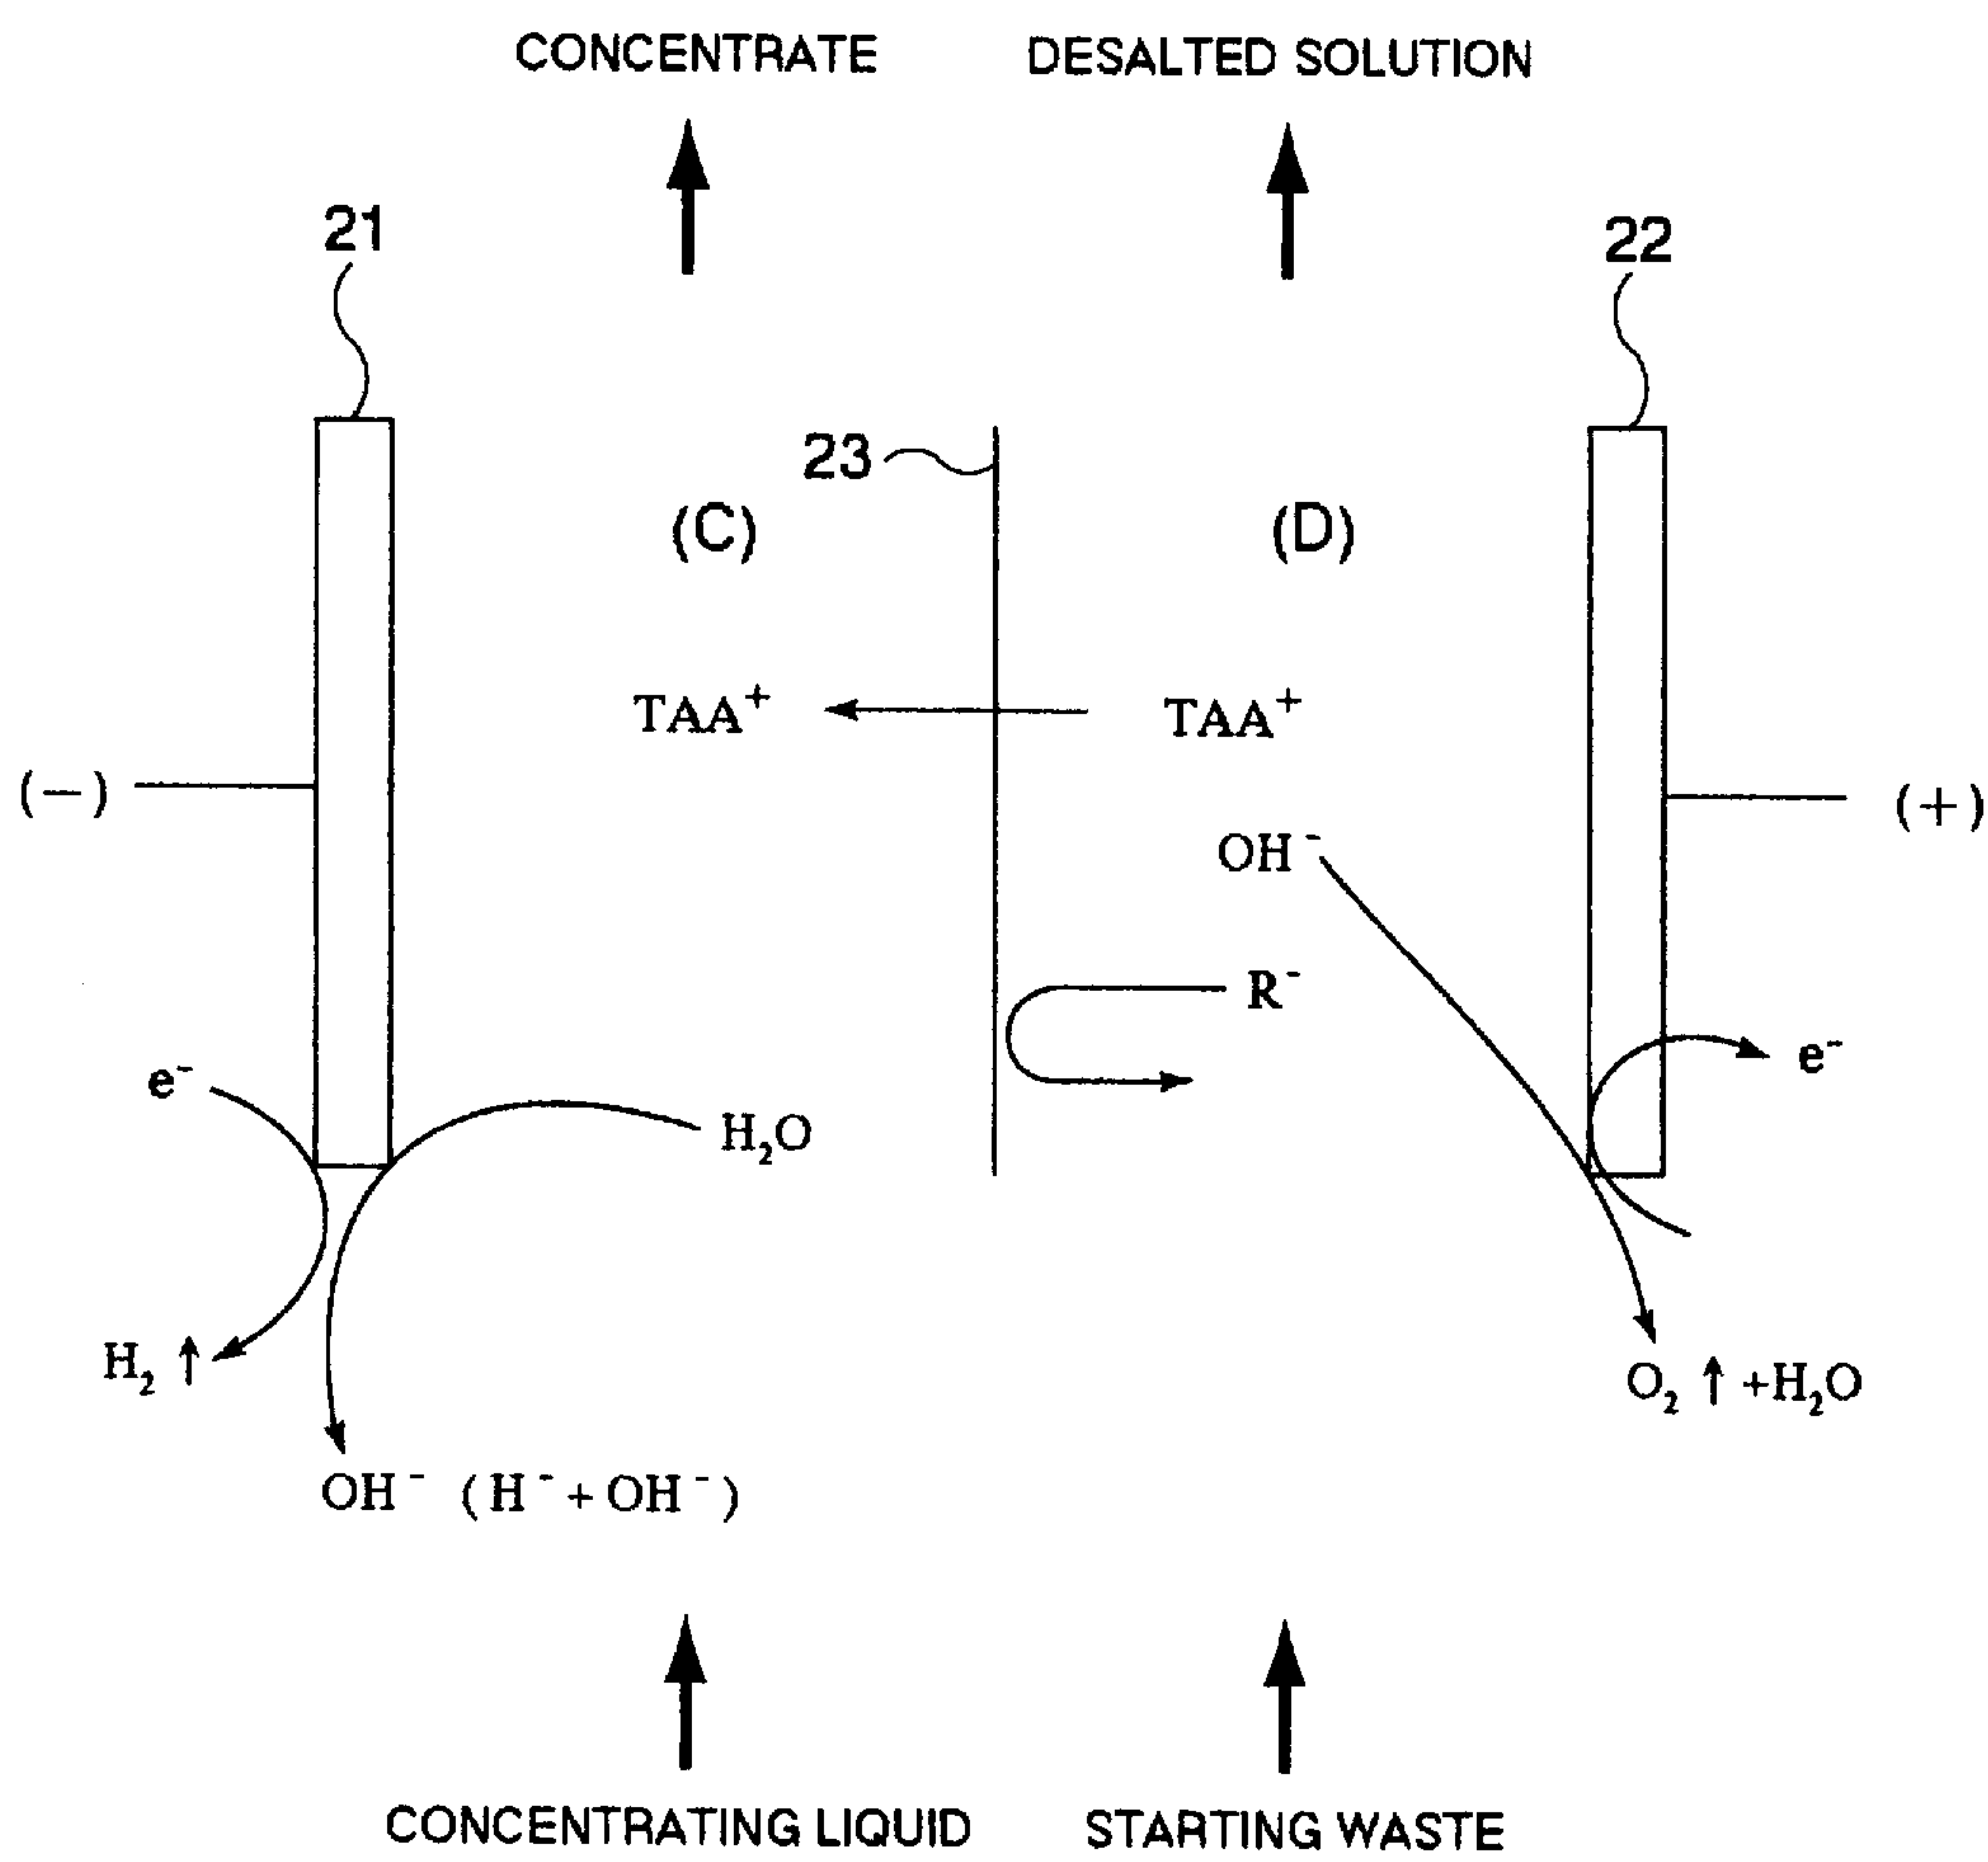 CONCENTRATE
DESALTED SOLUTION
21
22
23
(C)
(D)
TAA⁺
TAA⁺
(−)
(+)
OH⁻
R⁻
e⁻
e⁻
H₂O
H₂ ↑
O₂ ↑ +H₂O
OH⁻ (H⁻+OH⁻)
CONCENTRATING LIQUID
STARTING WASTE